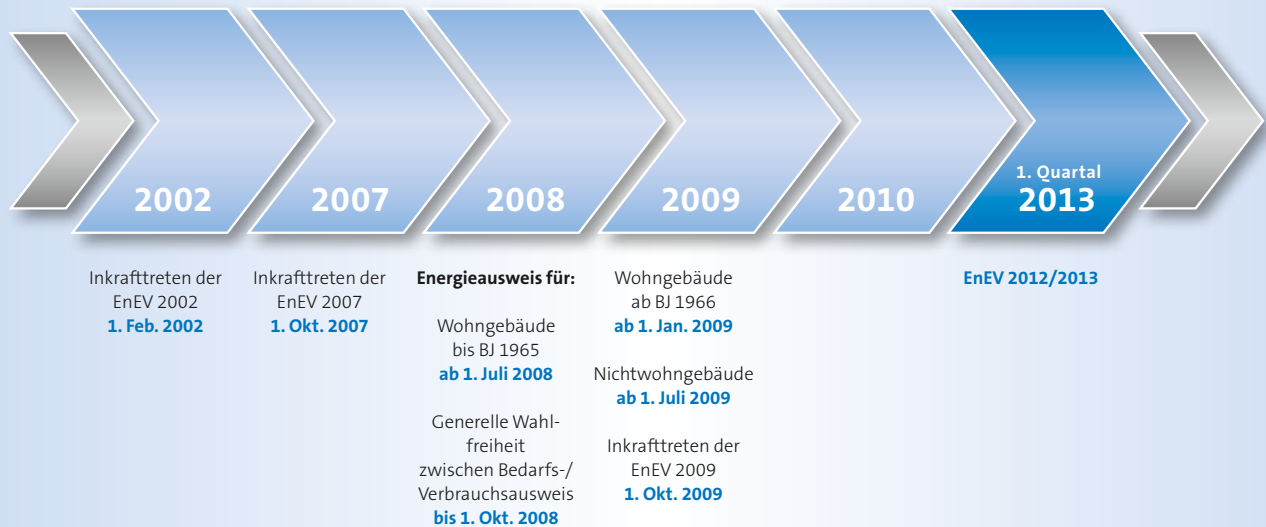 2002
2007
2008
2009
2010
1. Quartal
2013
Inkrafttreten der
EnEV 2002
1. Feb. 2002
Inkrafttreten der
EnEV 2007
1. Okt. 2007
Energieausweis für:
Wohngebäude
bis BJ 1965
ab 1. Juli 2008
Generelle Wahl-
freiheit
zwischen Bedarfs-/
Verbrauchsausweis
bis 1. Okt. 2008
Wohngebäude
ab BJ 1966
ab 1. Jan. 2009
Nichtwohngebäude
ab 1. Juli 2009
Inkrafttreten der
EnEV 2009
1. Okt. 2009
EnEV 2012/2013